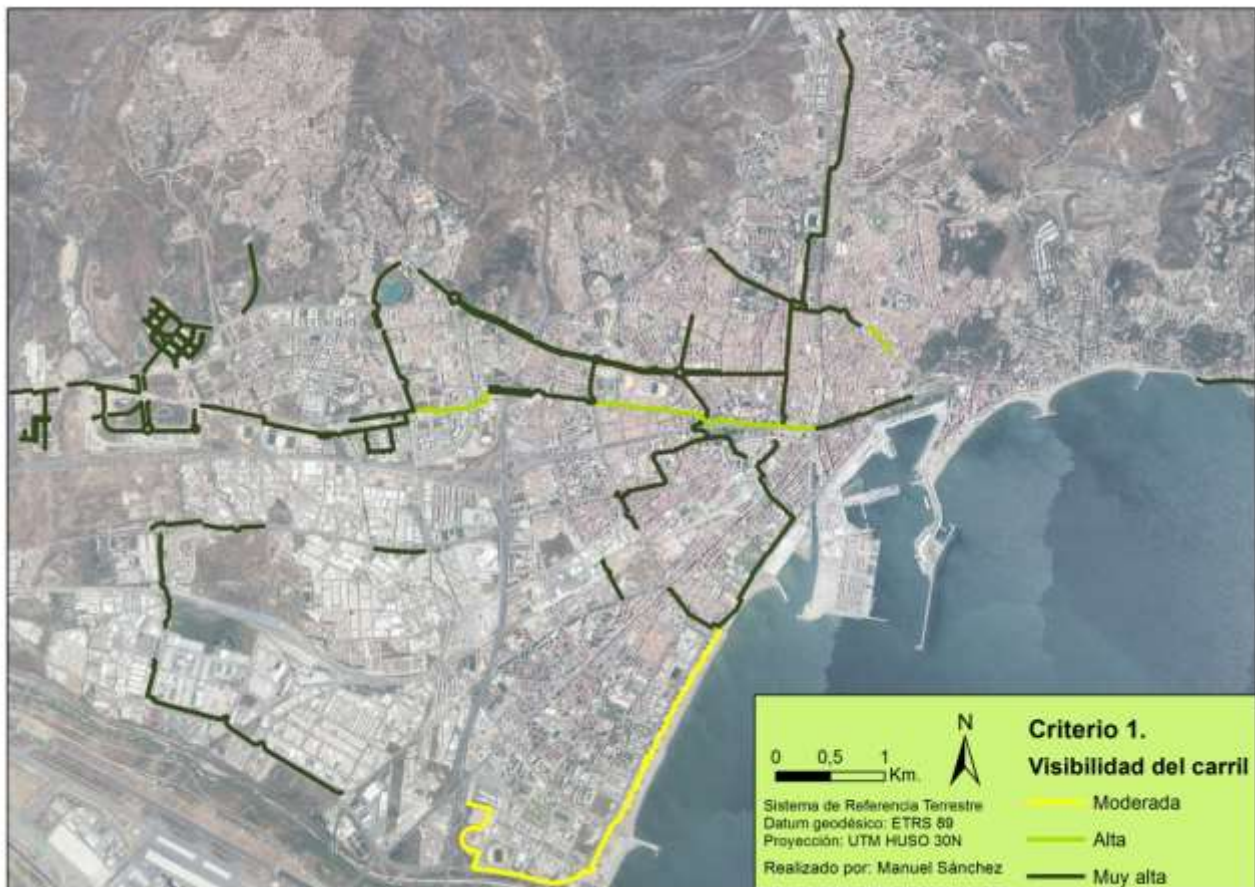 N
Criterio 1.
0 0,5 1
Km.
Visibilidad del carril
Moderada
Sistema de Referencia Terrestre
Datum geodésico: ETRS 89
Proyección: UTM HUSO 30N
Alta
Realizado por: Manuel Sánchez
Muy alta